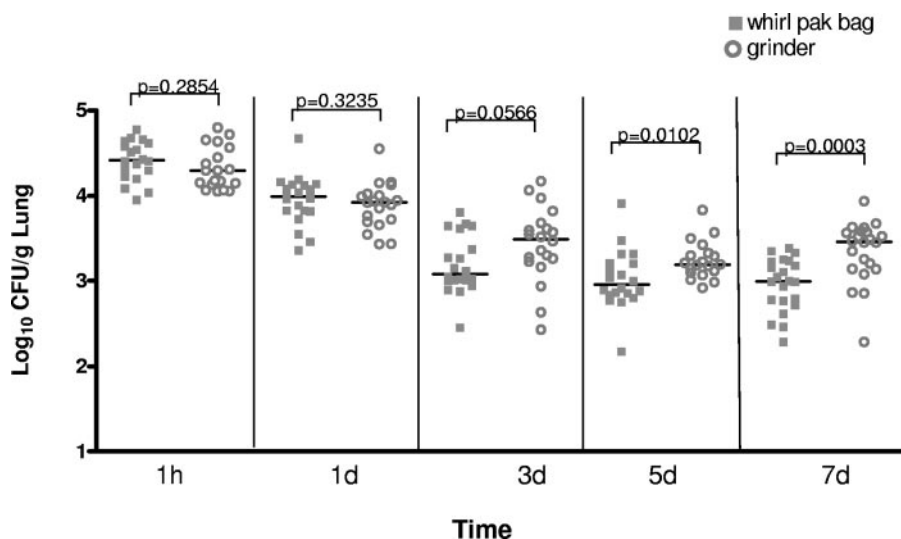 whirl pak bag
grinder
p=0.2854
p=0.3235
p=0.0566
p=0.0102
p=0.0003
Log₁₀ CFU/g Lung
5
4
3
2
1
1h
1d
3d
5d
7d
Time